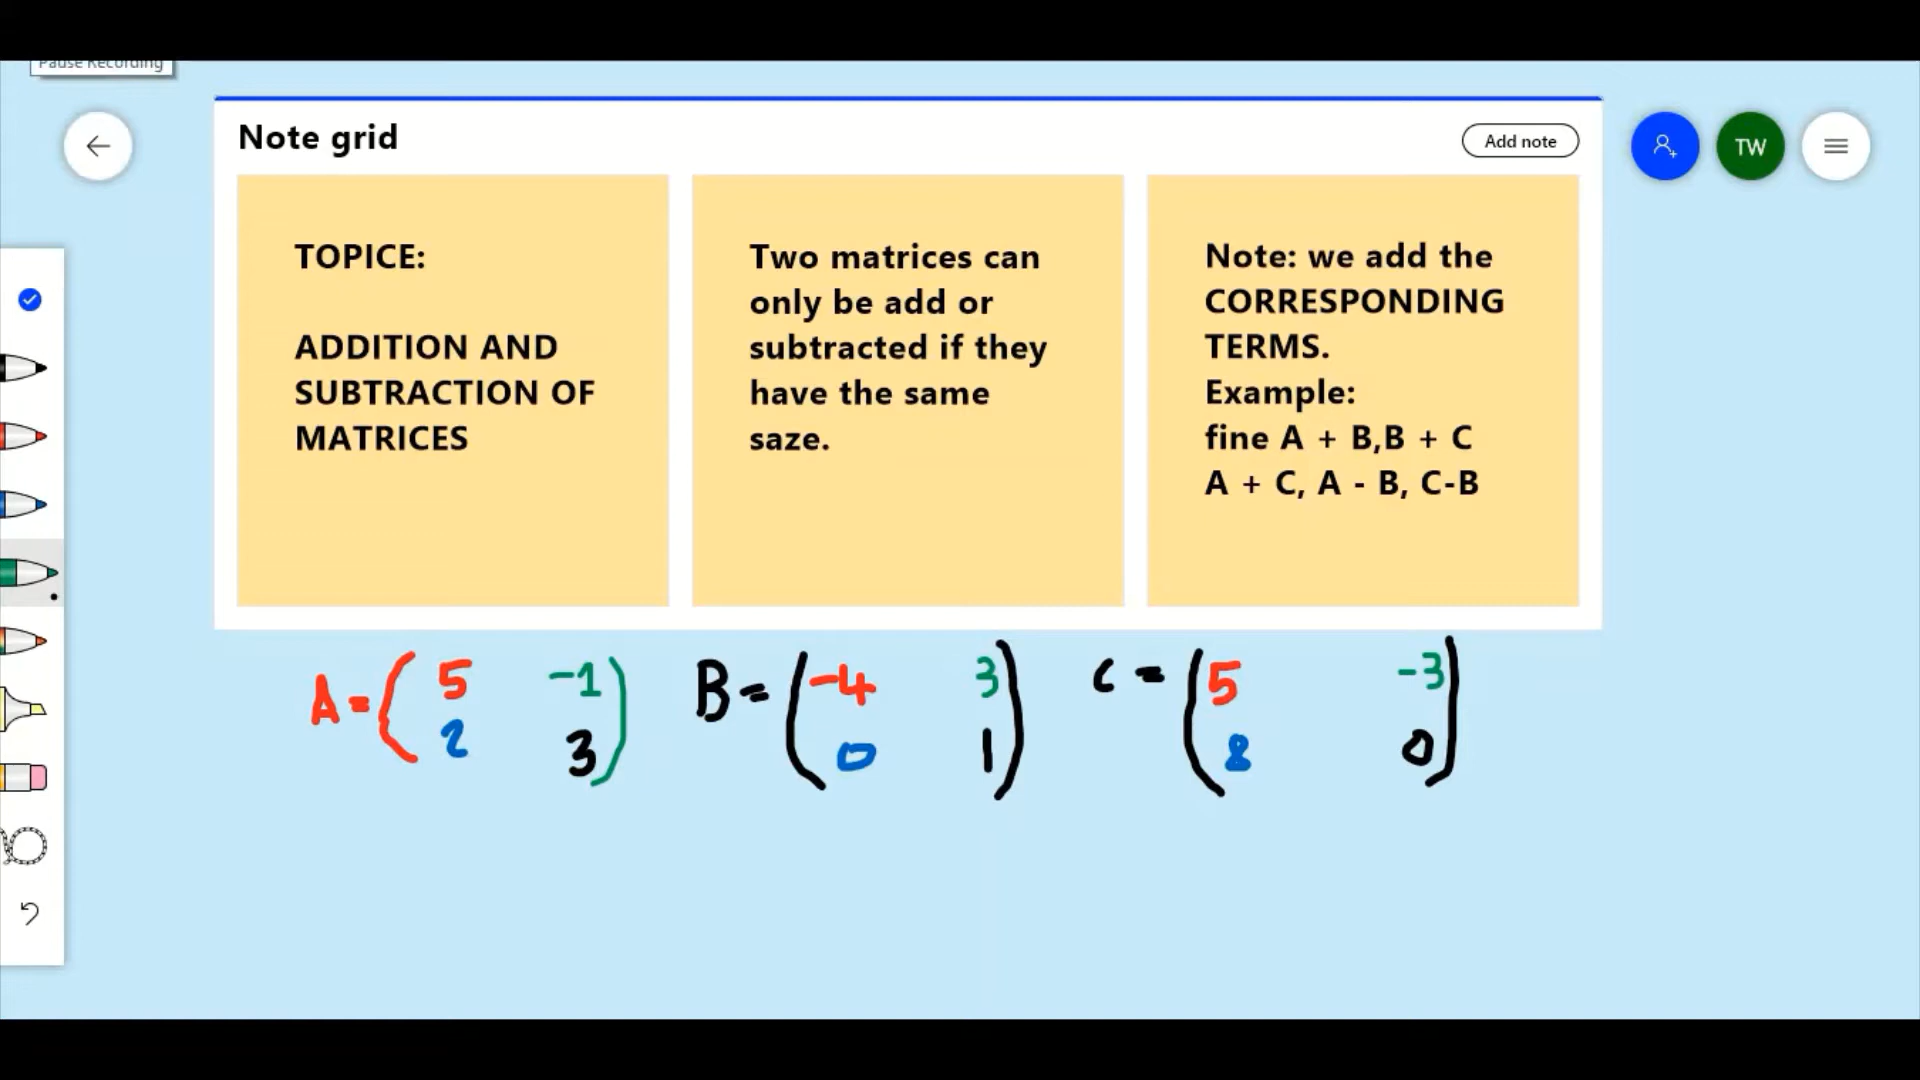 Pause Recording
Note grid
Add note
TW
TOPICE:
ADDITION AND
SUBTRACTION OF
MATRICES
Two matrices can
only be add or
subtracted if they
have the same
saze.
Note: we add the
CORRESPONDING
TERMS.
Example:
fine A + B,B + C
A + C, A - B, C-B
A = ( 5 -1 )
2 3
B = ( -4 3 )
0 1
C = ( 5 -3 )
8 0